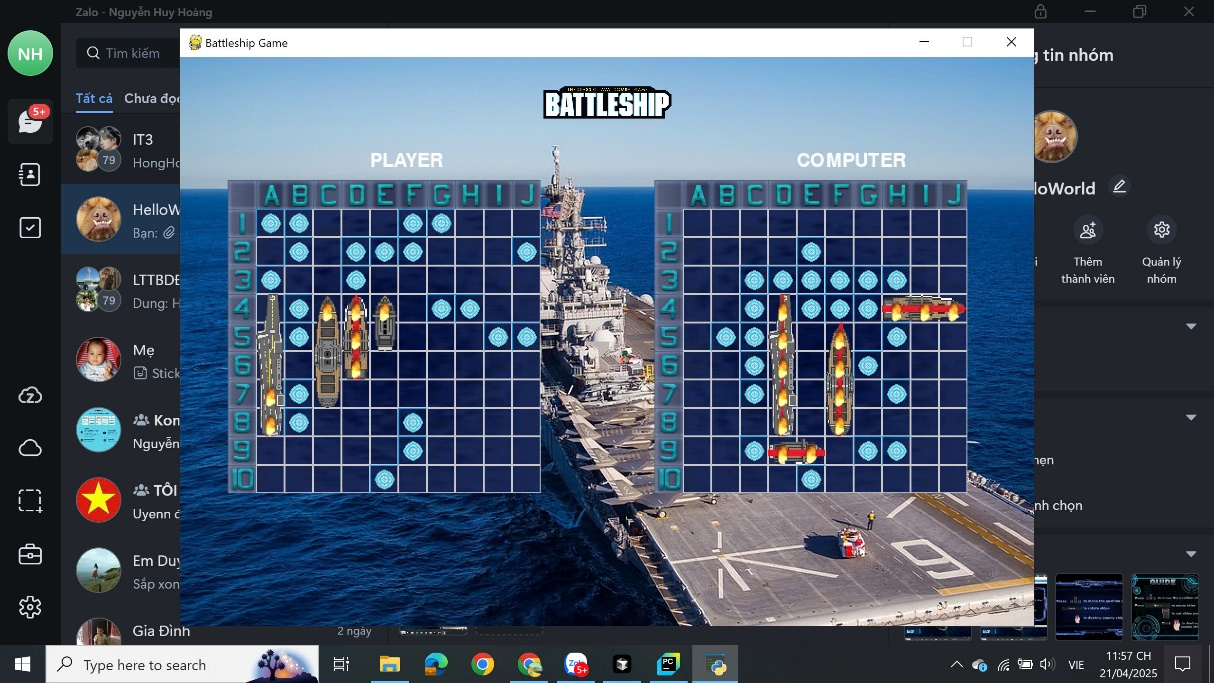 Zalo - Nguyễn Huy Hoàng
NH
Tìm kiếm
Battleship Game
g tin nhóm
Tất cả Chưa đọc
5+
BATTLESHIP
IT3
HongHo
79
PLAYER
COMPUTER
HelloW
Bạn:
loWorld
A B C D E F G H I J
A B C D E F G H I J
1
2
3
4
5
6
7
8
9
10
1
2
3
4
5
6
7
8
9
10
i
Thêm
thành viên
Quản lý
nhóm
LTTBDĐ
Dung: H
79
Mẹ
Stick
Kon
Nguyễn
hẹn
TÔI
Uyenn đ
nh chọn
Em Duy
Sắp xon
GUIDE
Gia Đình
2 ngày
Type here to search
5+
PC
VIE
11:57 CH
21/04/2025